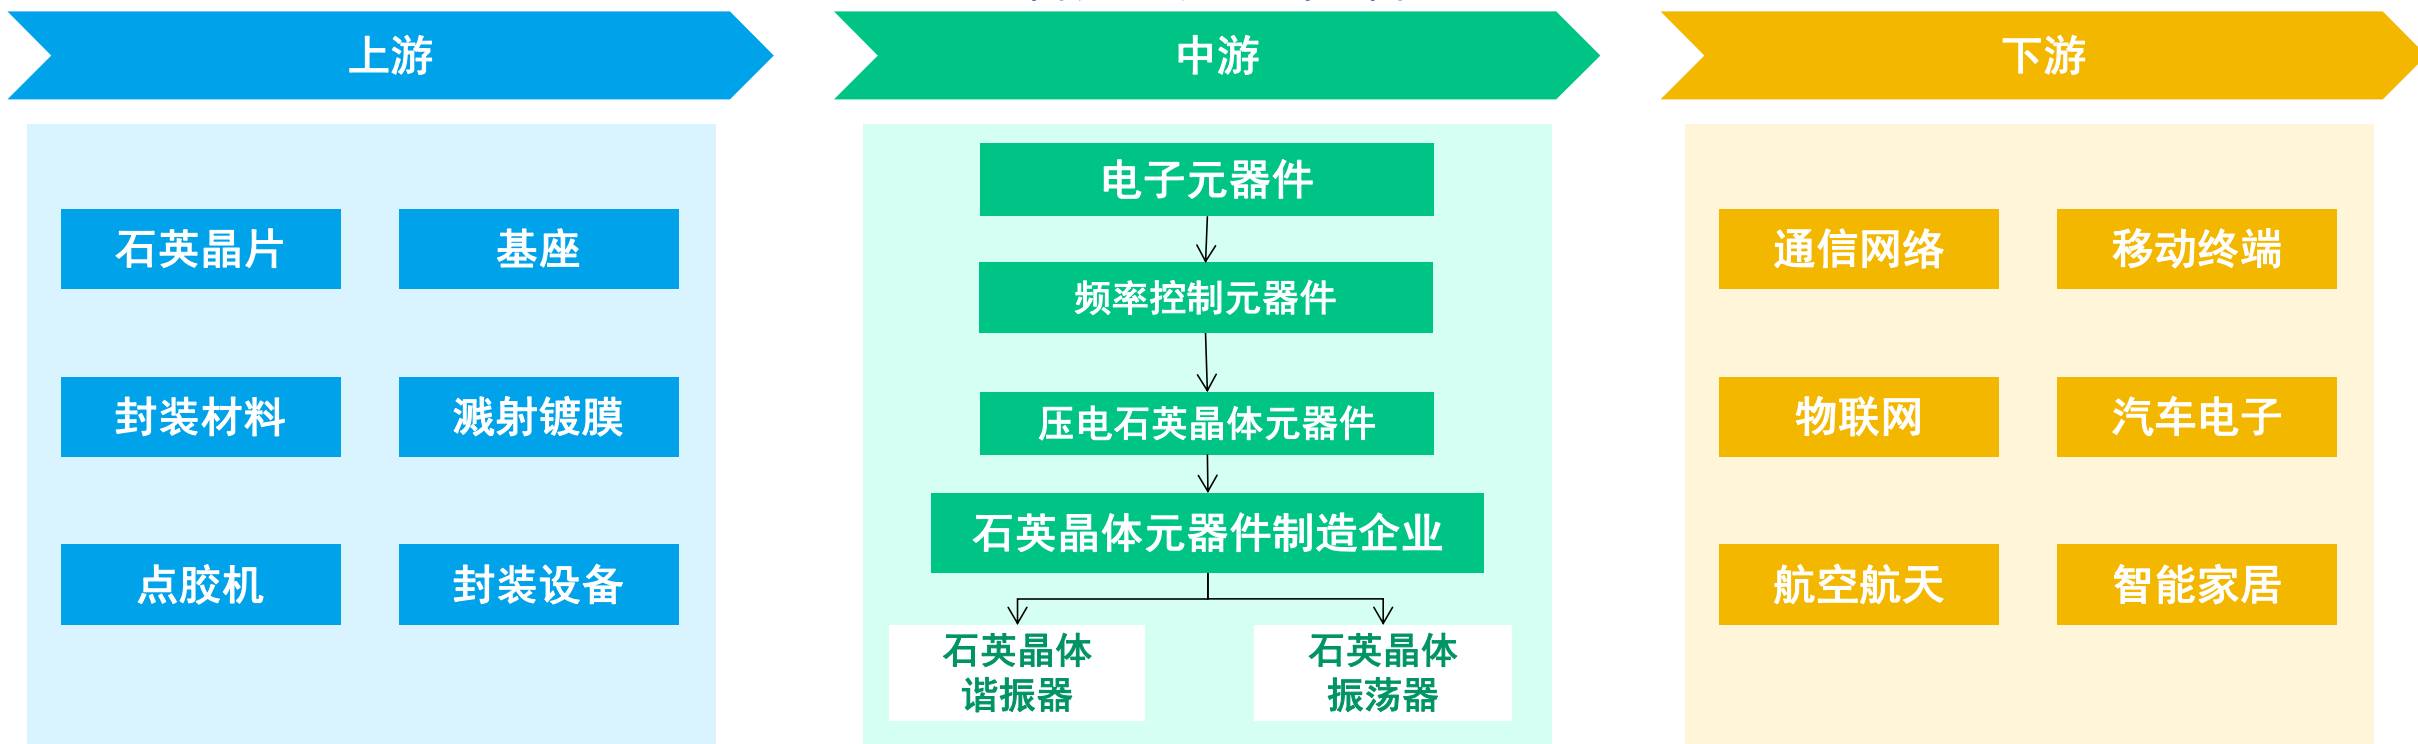 上游
中游
下游
石英晶片
基座
封装材料
溅射镀膜
点胶机
封装设备
电子元器件
频率控制元器件
压电石英晶体元器件
石英晶体元器件制造企业
石英晶体
谐振器
石英晶体
振荡器
通信网络
移动终端
物联网
汽车电子
航空航天
智能家居